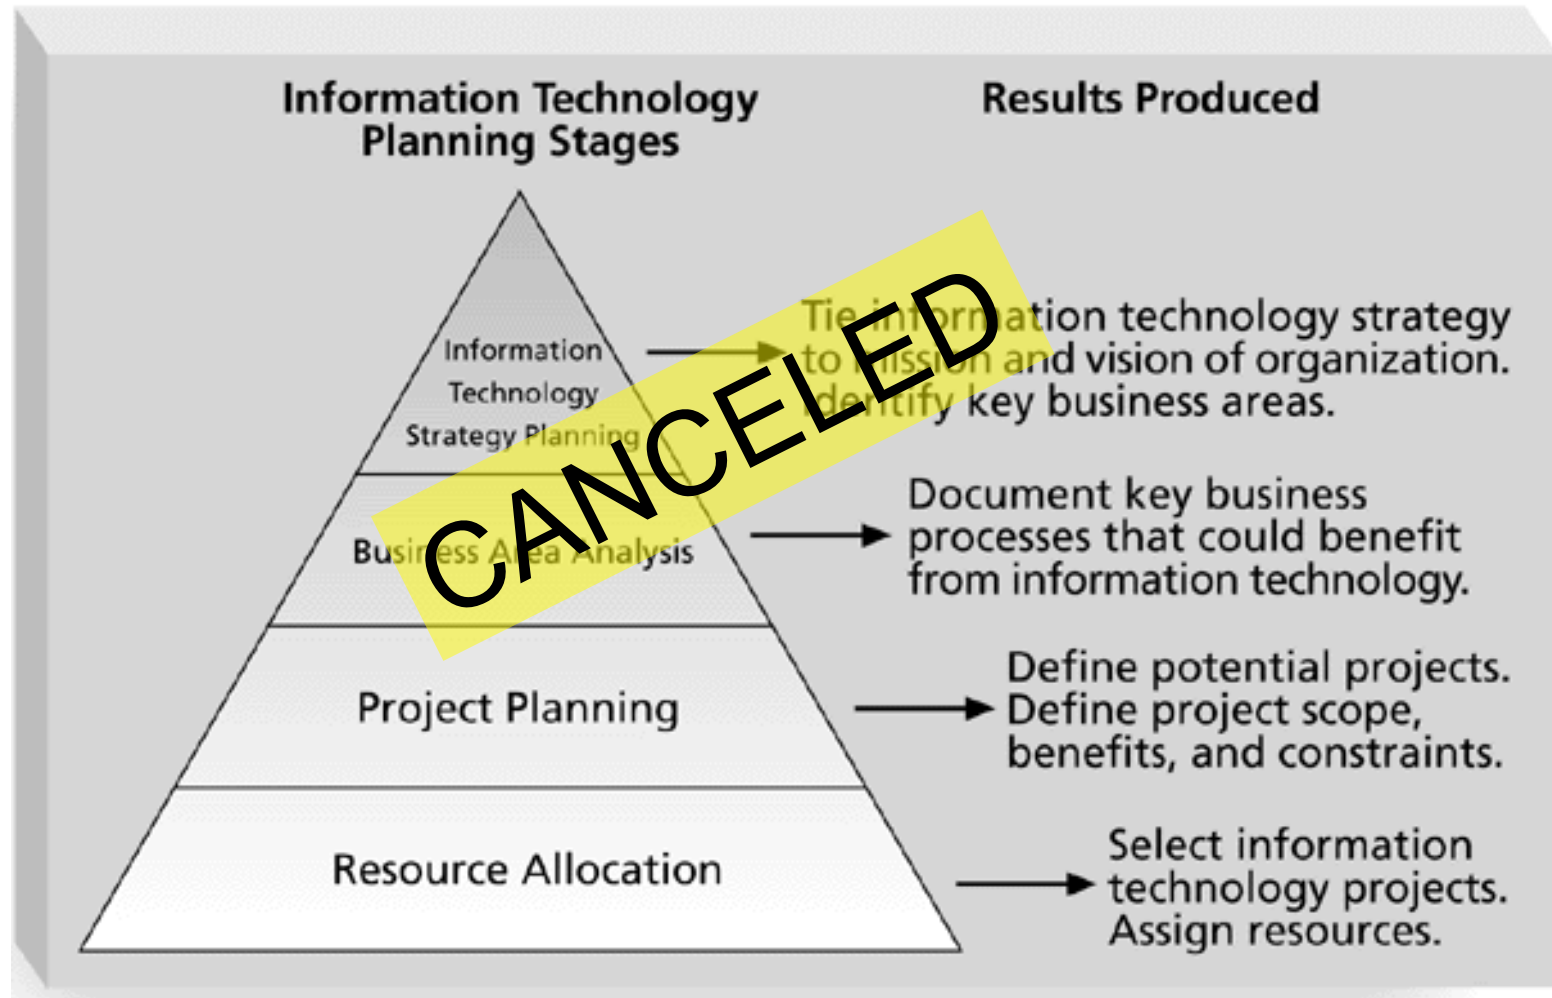 Information Technology
Planning Stages
Results Produced
Information
Technology
Strategy Planning
Tie information technology strategy
to mission and vision of organization.
Identify key business areas.
CANCELED
Business Area Analysis
Document key business
processes that could benefit
from information technology.
Project Planning
Define potential projects.
Define project scope,
benefits, and constraints.
Resource Allocation
Select information
technology projects.
Assign resources.